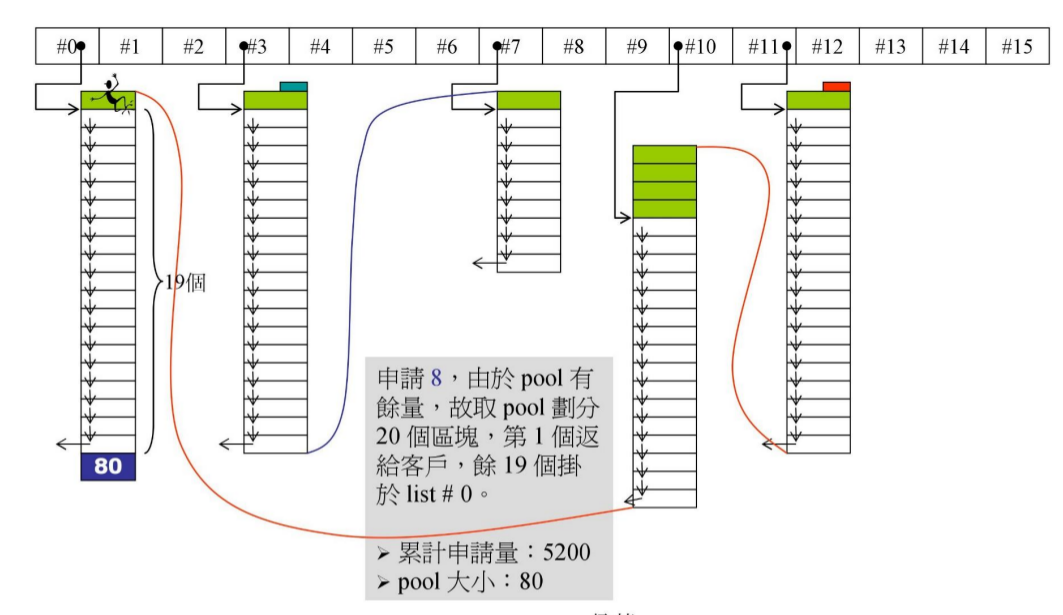 #0 #1 #2 #3 #4 #5 #6 #7 #8 #9 #10 #11 #12 #13 #14 #15
19個
80
申請 8，由於 pool 有
餘量，故取 pool 劃分
20 個區塊，第 1 個返
給客戶，餘 19 個掛
於 list # 0。
➢ 累計申請量：5200
➢ pool 大小：80